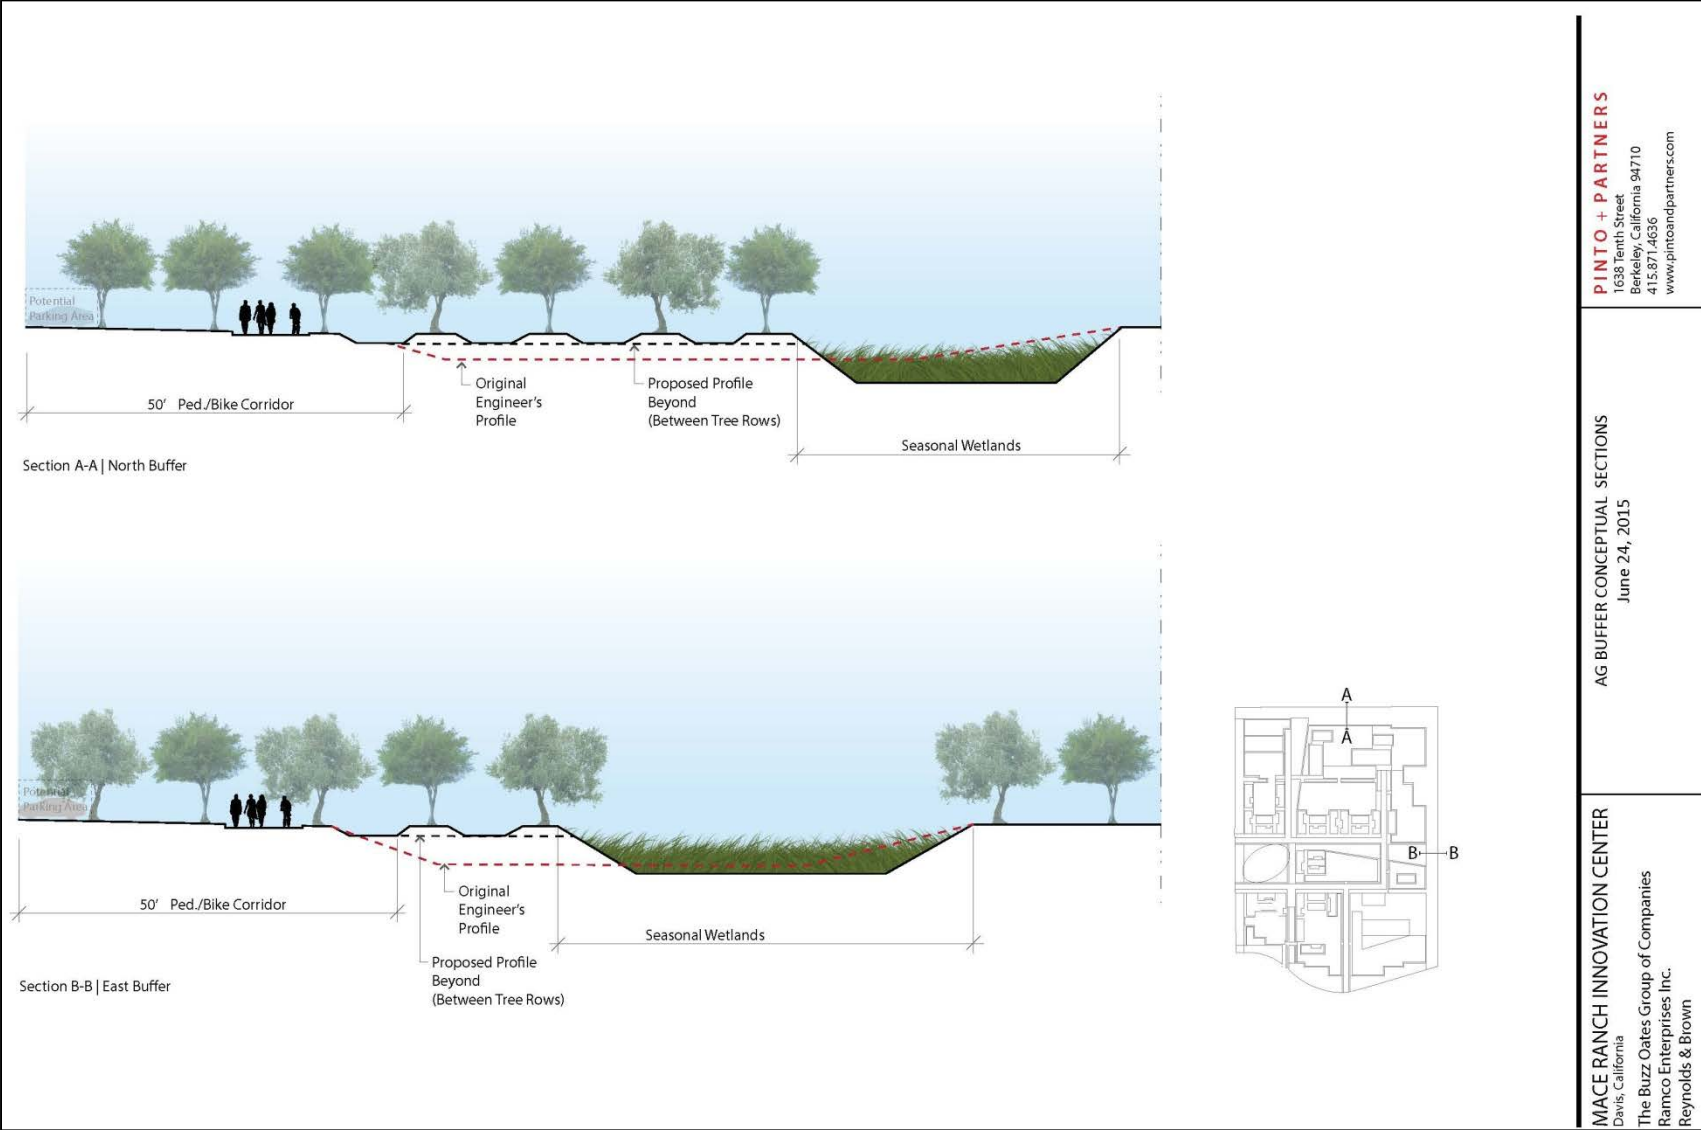 Potential
Parking Area
Original
Engineer's
Profile
Proposed Profile
Beyond
(Between Tree Rows)
50' Ped./Bike Corridor
Seasonal Wetlands
Section A-A | North Buffer
Potential
Parking Area
Original
Engineer's
Profile
50' Ped./Bike Corridor
Seasonal Wetlands
Proposed Profile
Beyond
(Between Tree Rows)
Section B-B | East Buffer
A
A
B
B
PINTO + PARTNERS
1638 Tenth Street
Berkeley, California 94710
415.871.4636
www.pintoandpartners.com
AG BUFFER CONCEPTUAL SECTIONS
June 24, 2015
MACE RANCH INNOVATION CENTER
Davis, California
The Buzz Oates Group of Companies
Ramco Enterprises Inc.
Reynolds & Brown